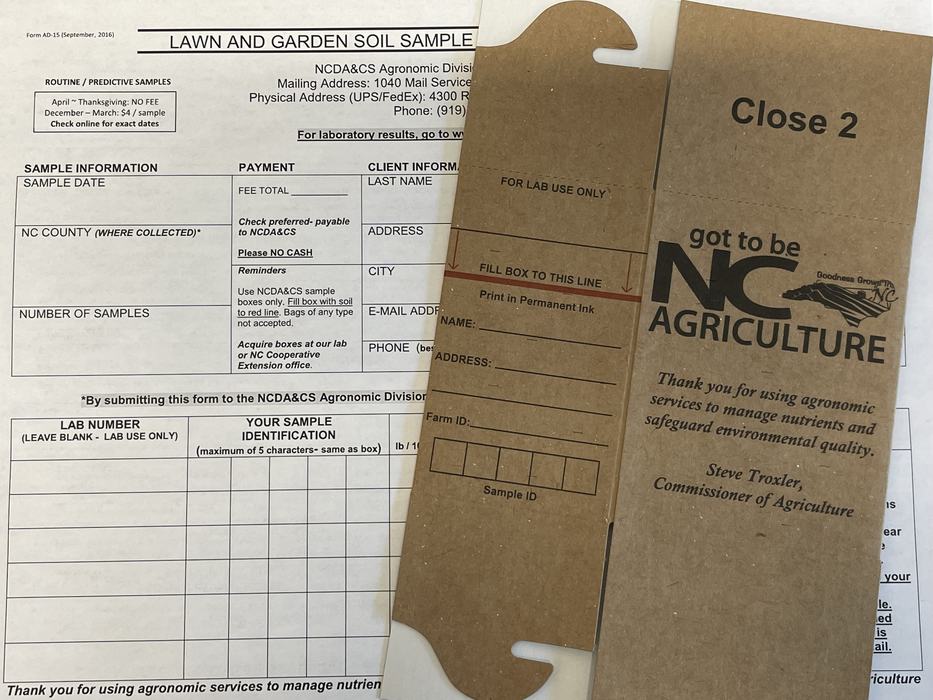 Form AD-15 (September, 2016)
LAWN AND GARDEN SOIL SAMPLE
ROUTINE / PREDICTIVE SAMPLES
April ~ Thanksgiving: NO FEE
December – March: $4 / sample
Check online for exact dates
NCDA&CS Agronomic
Mailing Address: 1040 Mail Service
Physical Address (UPS/FedEx): 4300
Phone: (919)
For laboratory results, go to
SAMPLE INFORMATION
SAMPLE DATE
NC COUNTY (WHERE COLLECTED)*
NUMBER OF SAMPLES
PAYMENT
FEE TOTAL
Check preferred- payable
to NCDA&CS
Please NO CASH
Reminders
Use NCDA&CS sample
boxes only. Fill box with soil
to red line. Bags of any type
not accepted.
Acquire boxes at our lab
or NC Cooperative
Extension office.
CLIENT
LAST NAME
ADDRESS
CITY
E-MAIL
PHONE
*By submitting this form to the NCDA&CS Agronomic
LAB NUMBER
(LEAVE BLANK - LAB USE ONLY)
YOUR SAMPLE
IDENTIFICATION
(maximum of 5 characters- same as box)
lb /
Thank you for using agronomic services to manage
FOR LAB USE ONLY
FILL BOX TO THIS LINE
Print in Permanent Ink
NAME:
ADDRESS:
Farm ID:
Sample ID
Close 2
got to be
NC
Goodness Grows in
NC
AGRICULTURE
Thank you for using agronomic
services to manage nutrients and
safeguard environmental quality.
Steve Troxler,
Commissioner of Agriculture
your
is